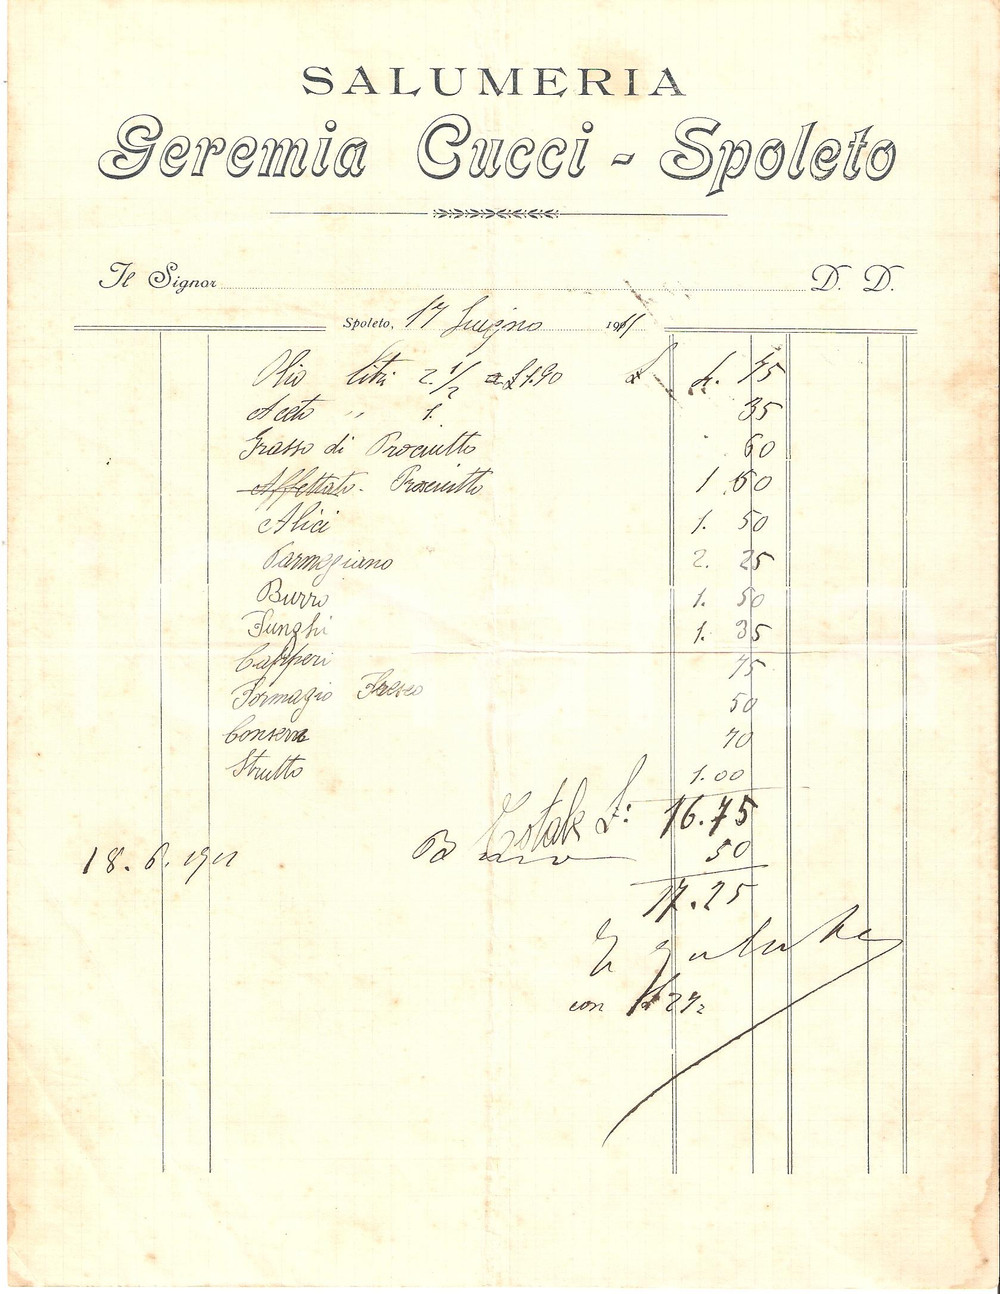 SALUMERIA
Geremia Cucci - Spoleto
Il Signor D. D.
Spoleto, 17 Giugno 1911
Olio litri 2. 1/2 a £ 1.90 £ 4. 75
Aceto " 1. 35
Grasso di Prociutto 60
Affettato. Prosciutto 1 60
Alici 1. 50
Parmegiano 2. 25
Burro 1. 50
Funghi 1. 35
Capperi 75
Formagio Fresco 50
Conserva 70
Strutto 1.00
Totale £: 16.75
18. 6. 1911 Burro 50
17.25
con